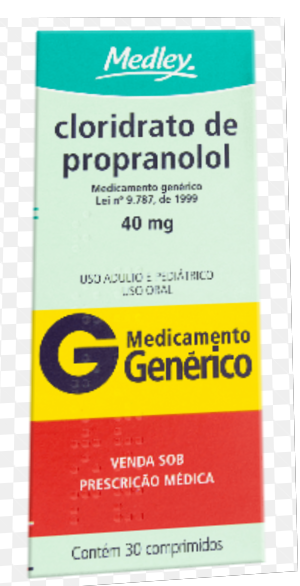 Medley.
cloridrato de
propranolol
Medicamento genérico
Lei nº 9.787, de 1999
40 mg
USO ADULTO E PEDIÁTRICO
USO ORAL
G Medicamento
Genérico
VENDA SOB
PRESCRIÇÃO MÉDICA
Contém 30 comprimidos